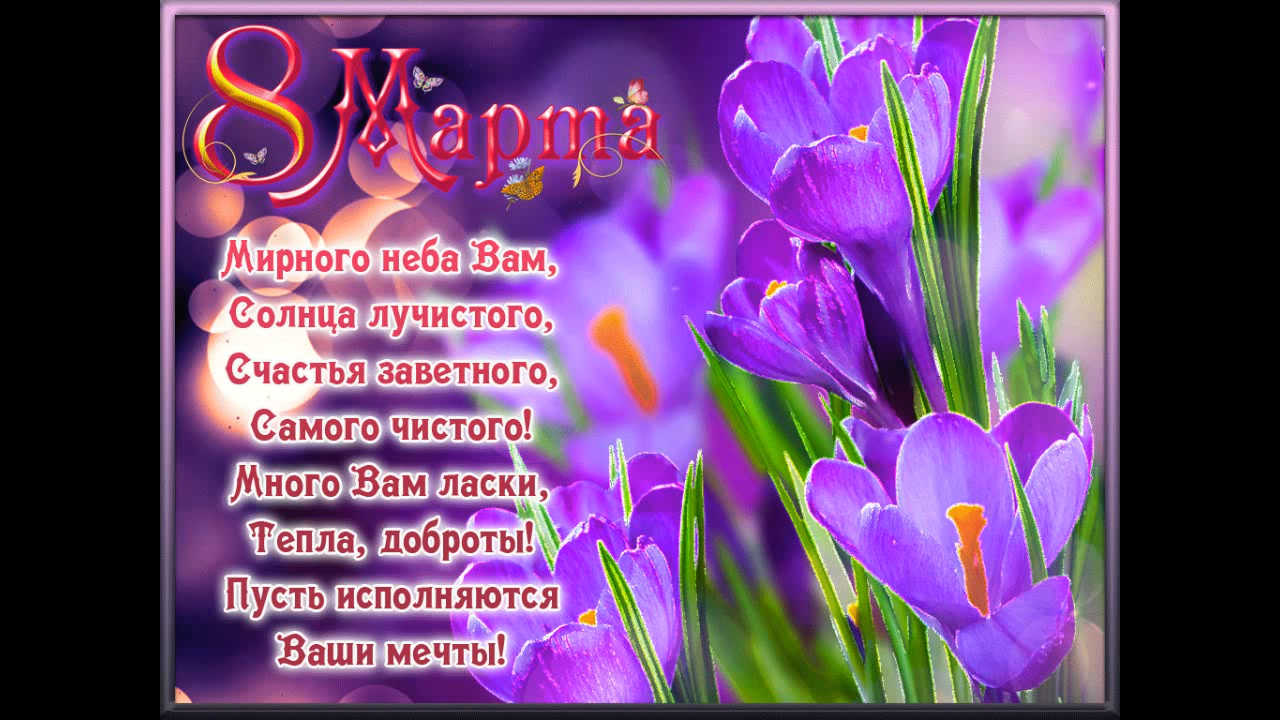 8 Марта
Мирного неба Вам,
Солнца лучистого,
Счастья заветного,
Самого чистого!
Много Вам ласки,
Тепла, доброты!
Пусть исполняются
Ваши мечты!